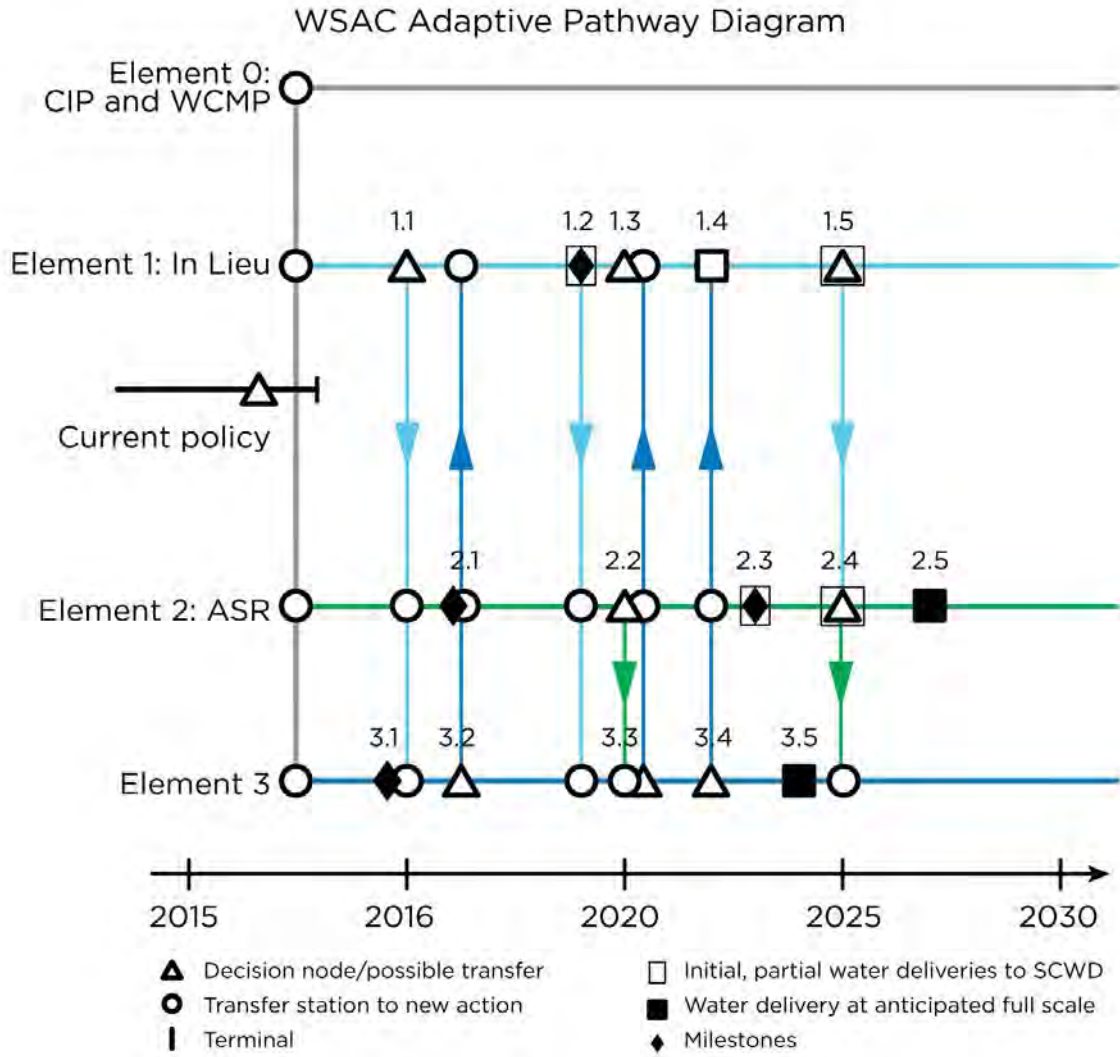 WSAC Adaptive Pathway Diagram
Element 0:
CIP and WCMP
1.1 1.2 1.3 1.4 1.5
Element 1: In Lieu
Current policy
2.1 2.2 2.3 2.4 2.5
Element 2: ASR
3.1 3.2 3.3 3.4 3.5
Element 3
2015 2016 2020 2025 2030
Decision node/possible transfer
Transfer station to new action
Terminal
Initial, partial water deliveries to SCWD
Water delivery at anticipated full scale
Milestones